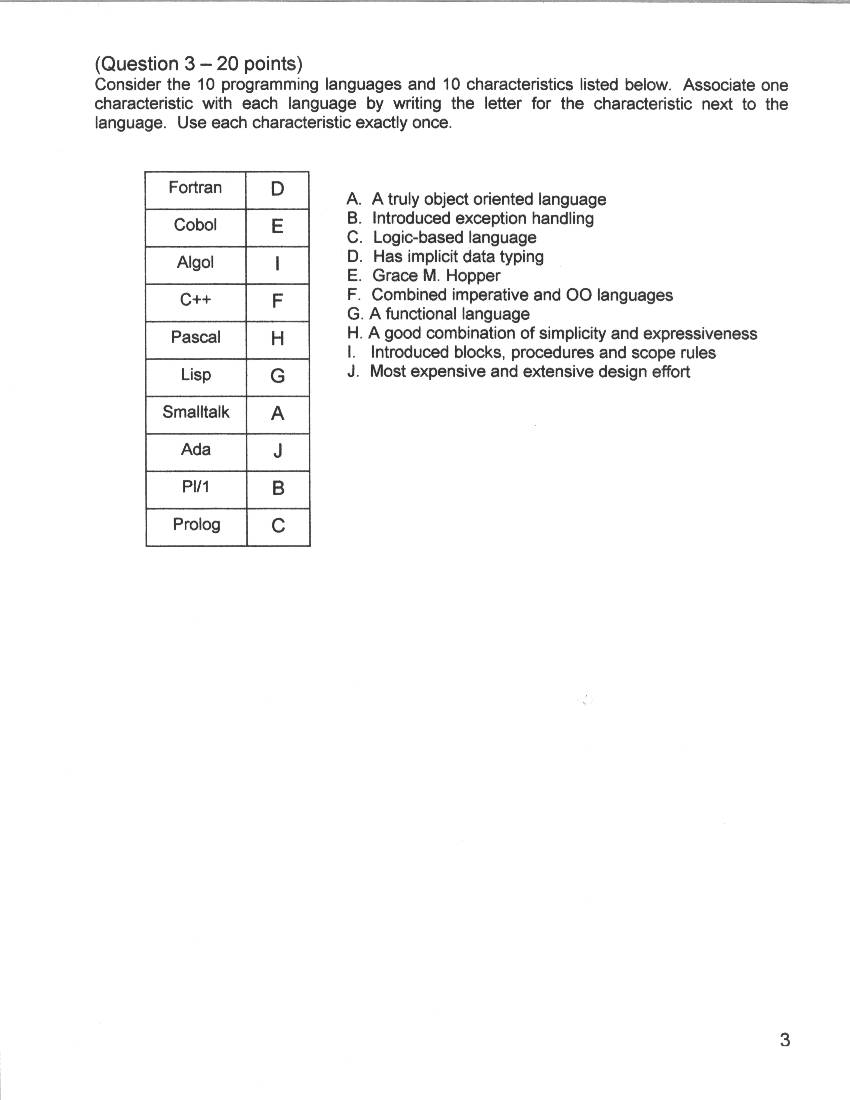 (Question 3 – 20 points)
Consider the 10 programming languages and 10 characteristics listed below. Associate one
characteristic with each language by writing the letter for the characteristic next to the
language. Use each characteristic exactly once.
Fortran D
Cobol E
Algol I
C++ F
Pascal H
Lisp G
Smalltalk A
Ada J
Pl/1 B
Prolog C
A. A truly object oriented language
B. Introduced exception handling
C. Logic-based language
D. Has implicit data typing
E. Grace M. Hopper
F. Combined imperative and OO languages
G. A functional language
H. A good combination of simplicity and expressiveness
I. Introduced blocks, procedures and scope rules
J. Most expensive and extensive design effort
3